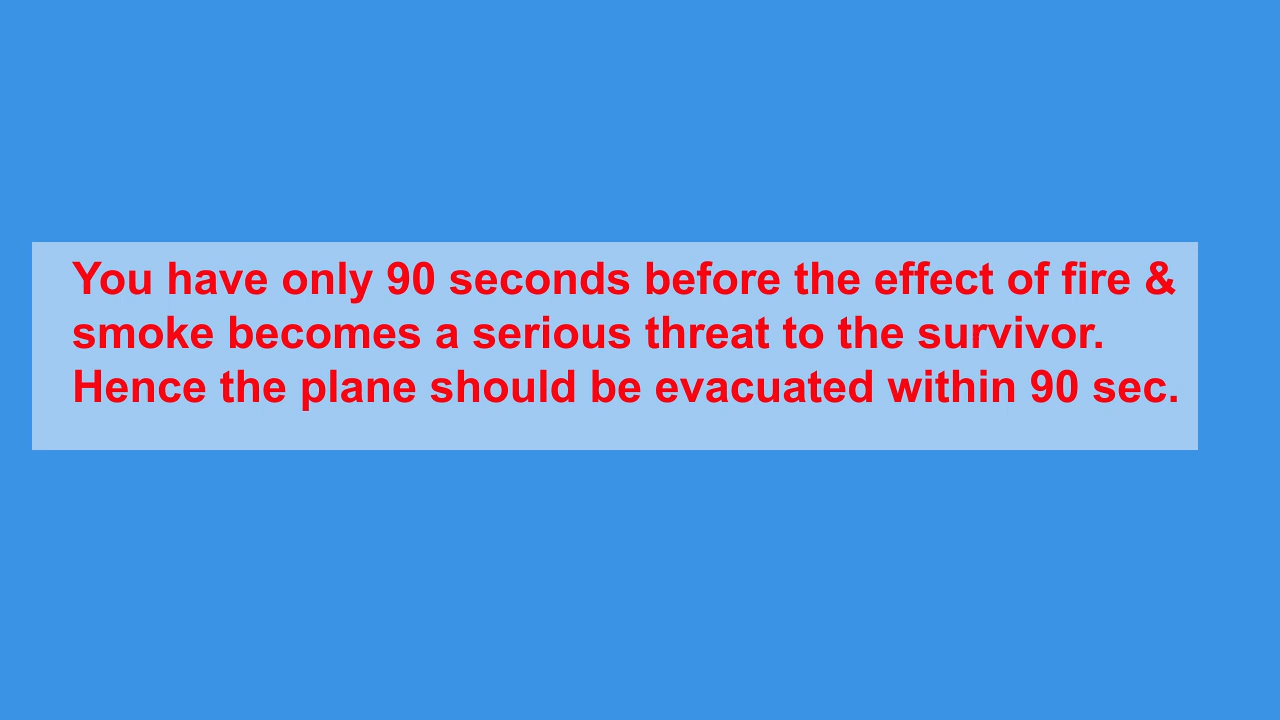 You have only 90 seconds before the effect of fire &
smoke becomes a serious threat to the survivor.
Hence the plane should be evacuated within 90 sec.